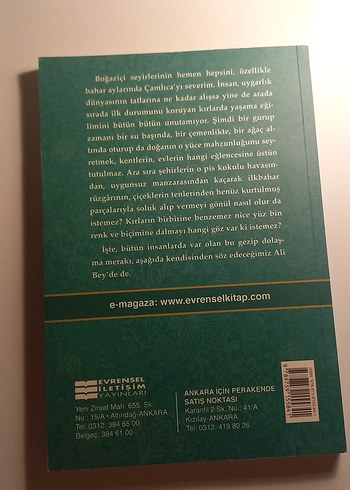 Boğaziçi seyirlerinin hemen hepsini, özellikle
bahar aylarında Çamlıca'yı severim. İnsan, uygarlık
dünyasının tatlarına ne kadar alışsa yine de arada
sırada ilk durumunu koruyan kırlarda yaşama eği-
limini bütün bütün unutamıyor. Şimdi bir gurup
zamanı bir su başında, bir çemenlikte, bir ağaç al-
tında oturup da doğanın o yüce mahzunluğunu sey-
retmek, kentlerin, evlerin hangi eğlencesine üstün
tutulmaz. Ara sıra şehirlerin o pis kokulu havasın-
dan, uygunsuz manzarasından kaçarak ilkbahar
rüzgârının, çiçeklerin tenlerinden henüz kurtulmuş
parçalarıyla soluk alıp vermeyi gönül nasıl olur da
istemez? Kırların birbirine benzemez nice yüz bin
renk ve biçimine dalmayı hangi göz var ki istemez?
İşte, bütün insanlarda var olan bu gezip dolaş-
ma merakı, aşağıda kendisinden söz edeceğimiz Ali
Bey'de de.
e-magaza: www.evrenselkitap.com
EVRENSEL
İLETİŞİM
YAYINLARI
Yeni Ziraat Mah. 655. Sk.
Nu.: 15/A • Altındağ-ANKARA
Tel: 0312. 384 65 00
Belgeç: 384 61 00
ANKARA İÇİN PERAKENDE
SATIŞ NOKTASI
Karanfil 2 Sk. Nu.: 41/A
Kızılay-ANKARA
Tel: 0312. 419 80 26